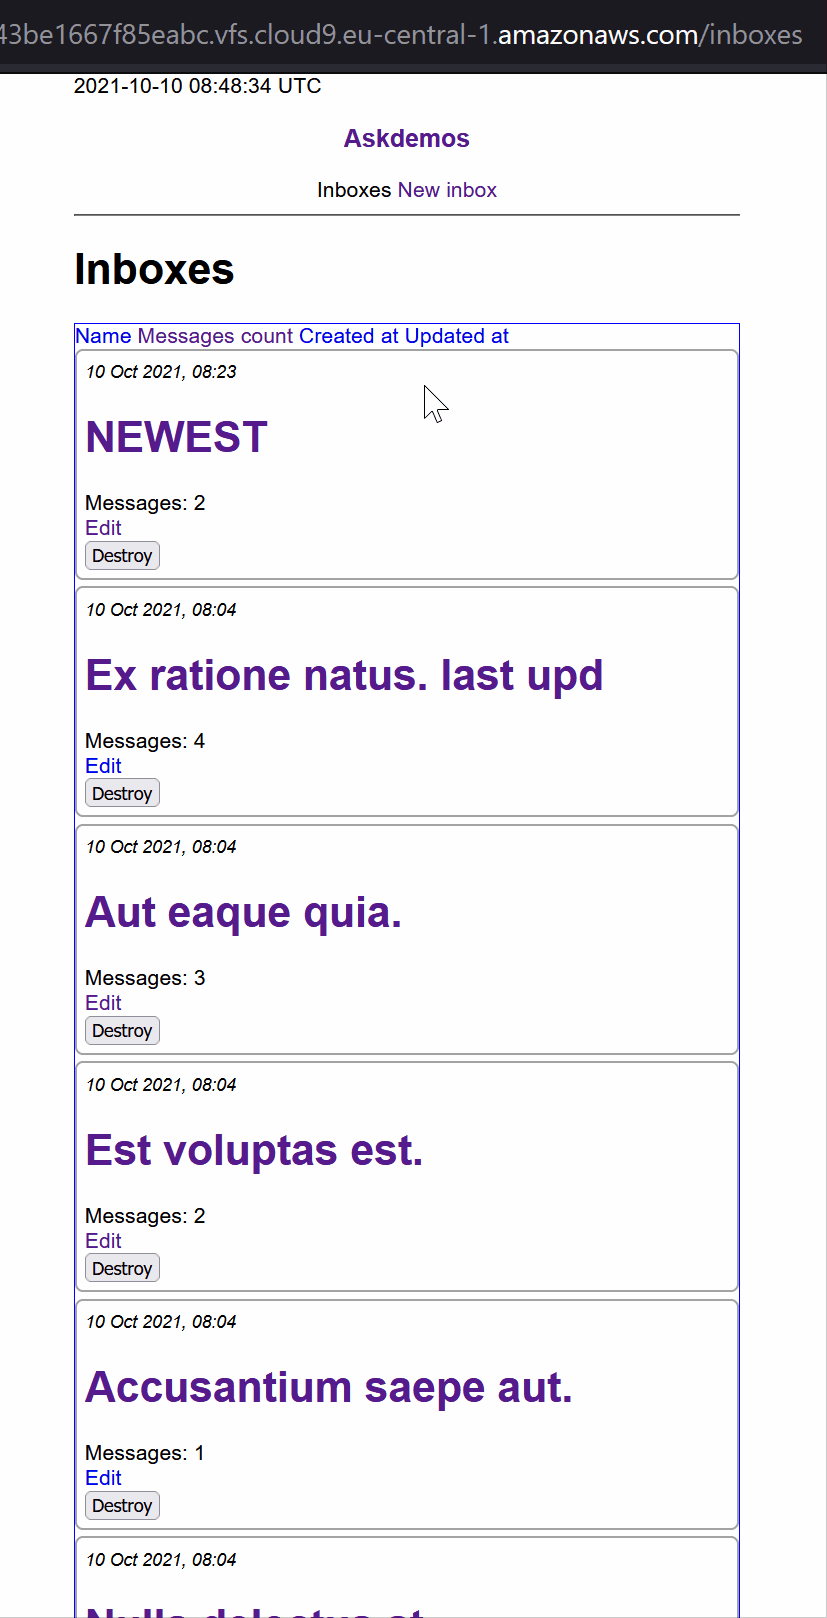 43be1667f85eabc.vfs.cloud9.eu-central-1.amazonaws.com/inboxes
2021-10-10 08:48:34 UTC
Askdemos
Inboxes New inbox
Inboxes
Name Messages count Created at Updated at
10 Oct 2021, 08:23
NEWEST
Messages: 2
Edit
Destroy
10 Oct 2021, 08:04
Ex ratione natus. last upd
Messages: 4
Edit
Destroy
10 Oct 2021, 08:04
Aut eaque quia.
Messages: 3
Edit
Destroy
10 Oct 2021, 08:04
Est voluptas est.
Messages: 2
Edit
Destroy
10 Oct 2021, 08:04
Accusantium saepe aut.
Messages: 1
Edit
Destroy
10 Oct 2021, 08:04